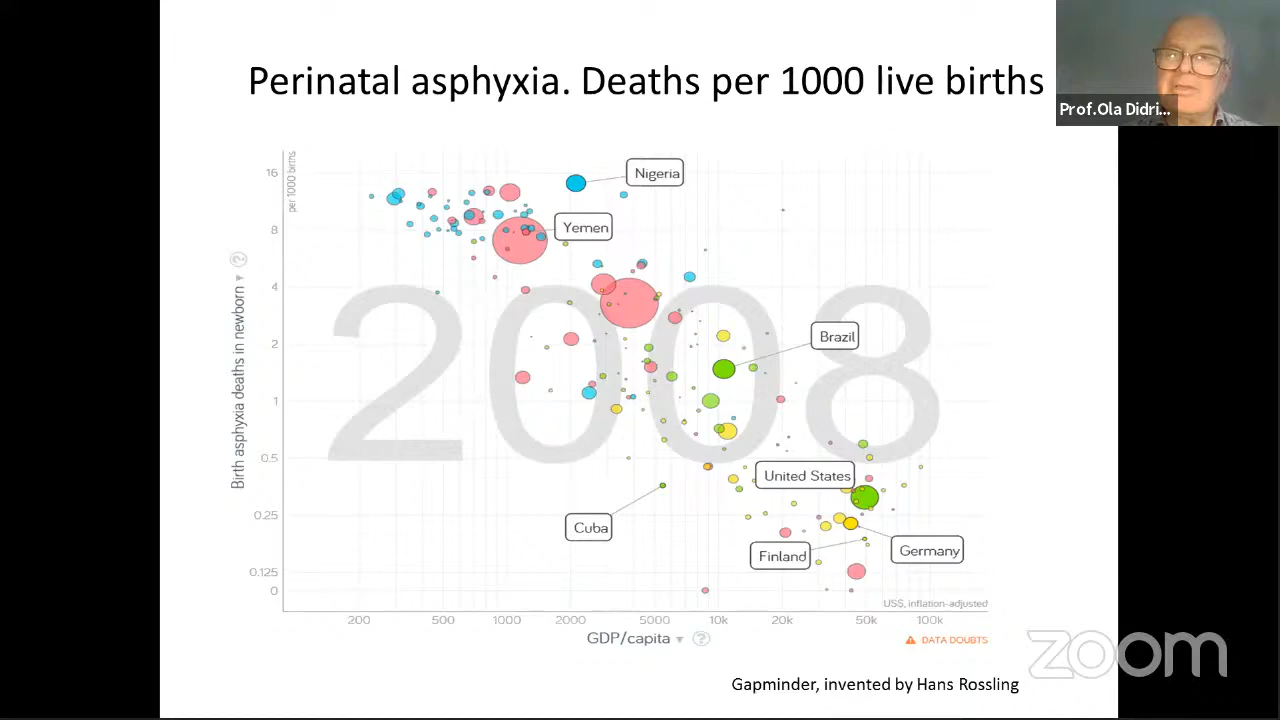 Perinatal asphyxia. Deaths per 1000 live births
Prof.Ola Didri...
per 1000 births
16
8
4
2
1
0.5
0.25
0.125
0
Birth asphyxia deaths in newborn
?
2008
Nigeria
Yemen
Brazil
United States
Cuba
Finland
Germany
US$, inflation-adjusted
200
500
1000
2000
5000
10k
20k
50k
100k
GDP/capita
?
DATA DOUBTS
zoom
Gapminder, invented by Hans Rossling